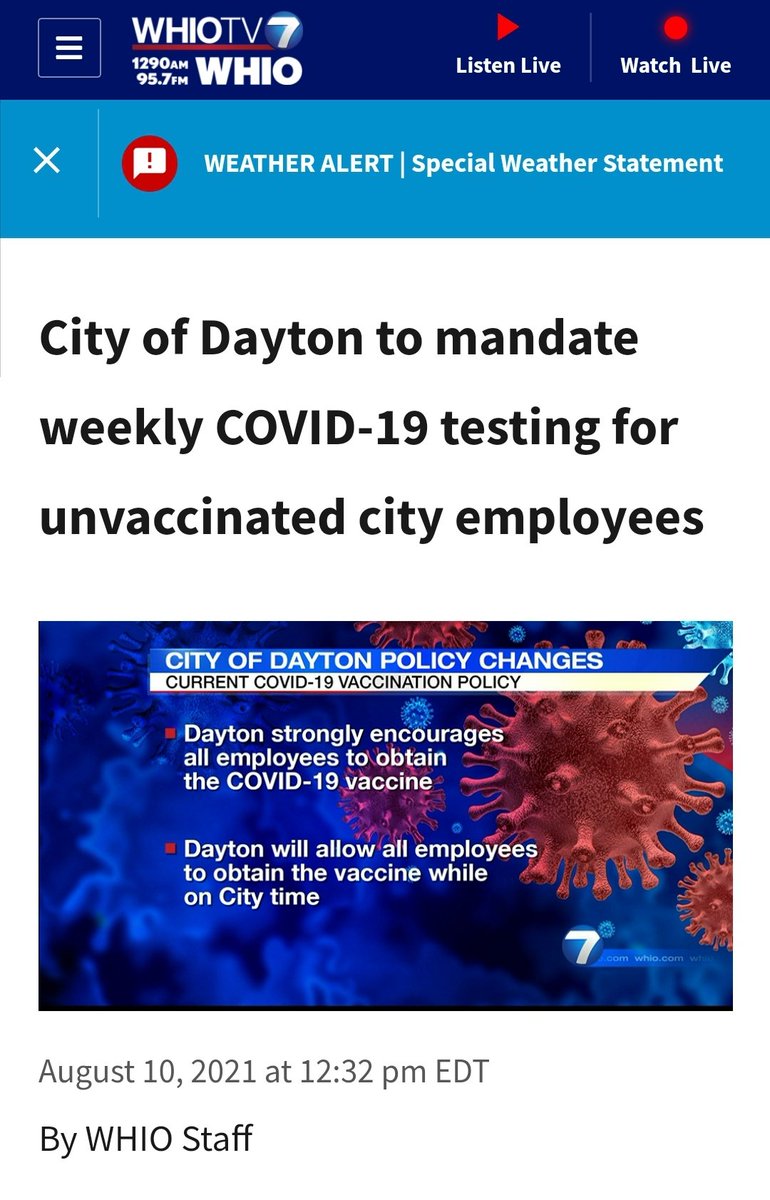 WHIOTV 7
1290AM
95.7FM WHIO
Listen Live
Watch Live
WEATHER ALERT | Special Weather Statement
City of Dayton to mandate
weekly COVID-19 testing for
unvaccinated city employees
CITY OF DAYTON POLICY CHANGES
CURRENT COVID-19 VACCINATION POLICY
Dayton strongly encourages
all employees to obtain
the COVID-19 vaccine
Dayton will allow all employees
to obtain the vaccine while
on City time
7
.com whio.com
August 10, 2021 at 12:32 pm EDT
By WHIO Staff